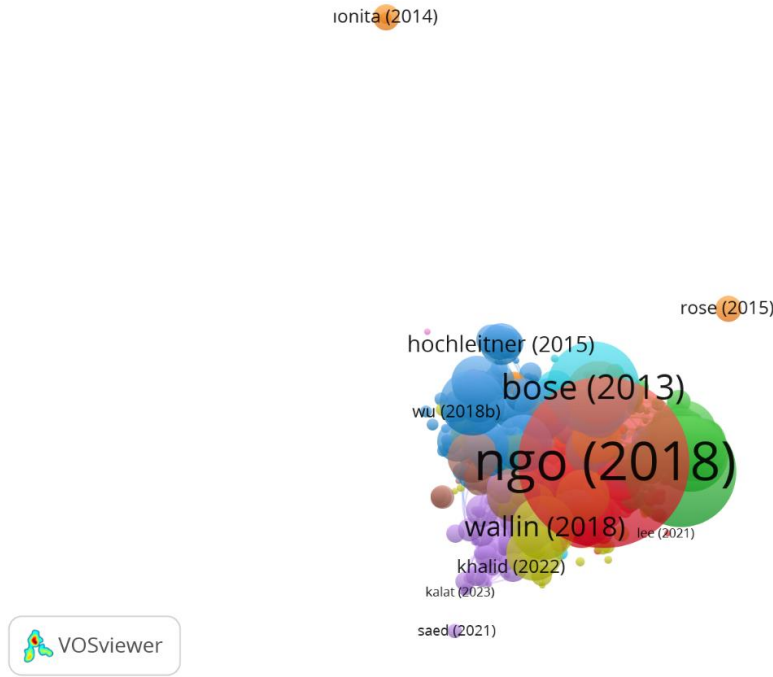 ıonita (2014)
rose (2015)
hochleitner (2015)
bose (2013)
wu (2018b)
ngo (2018)
wallin (2018)
lee (2021)
khalid (2022)
kalat (2023)
saed (2021)
VOSviewer